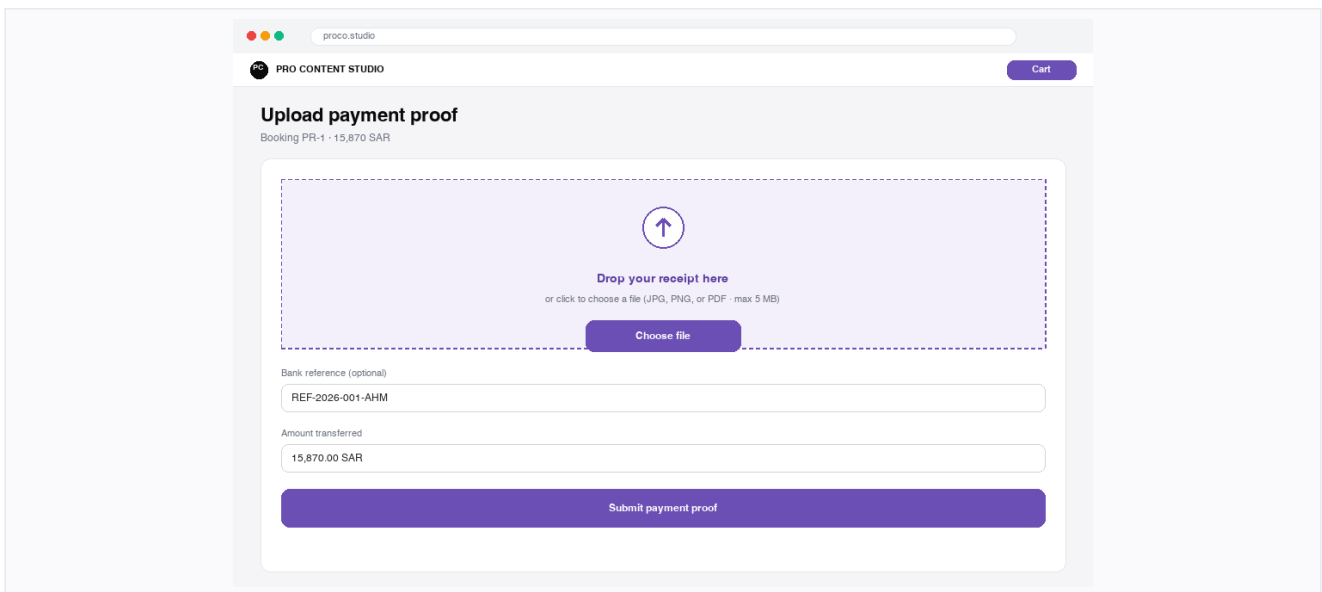 proco.studio
PC PRO CONTENT STUDIO
Cart
Upload payment proof
Booking PR-1 · 15,870 SAR
Drop your receipt here
or click to choose a file (JPG, PNG, or PDF · max 5 MB)
Choose file
Bank reference (optional)
REF-2026-001-AHM
Amount transferred
15,870.00 SAR
Submit payment proof